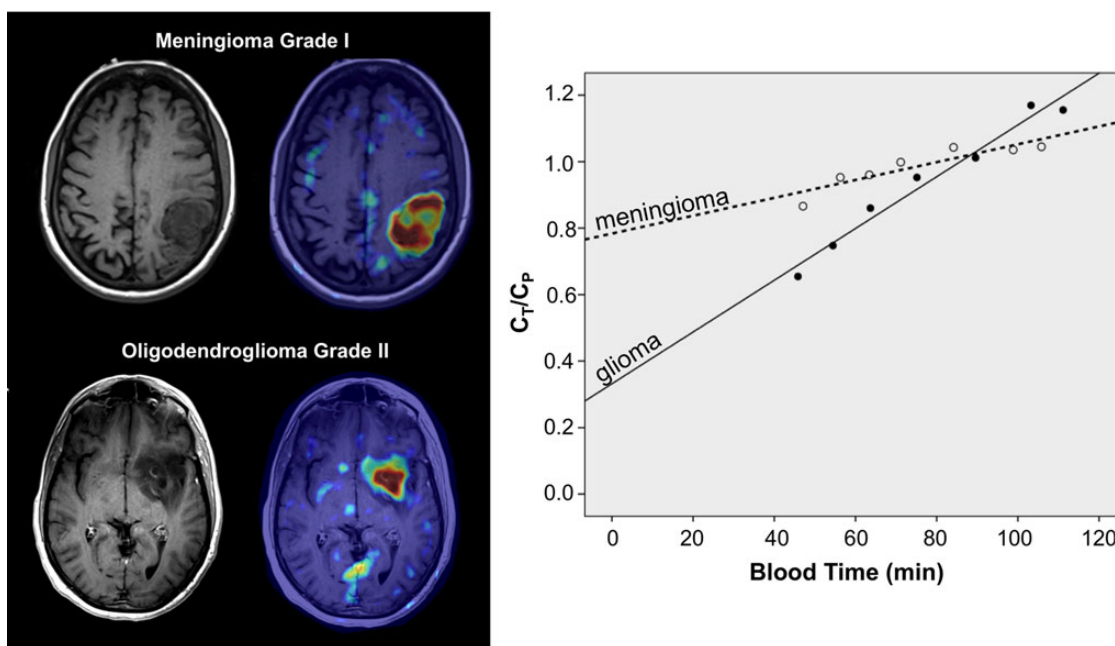 Meningioma Grade I
Oligodendroglioma Grade II
C_T/C_P
1.2
1.0
0.8
0.6
0.4
0.2
0.0
meningioma
glioma
0 20 40 60 80 100 120
Blood Time (min)